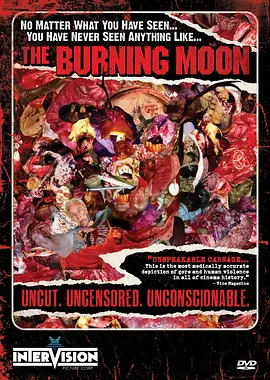 No Matter What You Have Seen...
You Have Never Seen Anything Like...
THE BURNING MOON
"UNSPEAKABLE CARNAGE...
This is the most medically accurate
depiction of gore and human violence
in all of cinema history."
- Vice Magazine
UNCUT. UNCENSORED. UNCONSCIONABLE.
INTERVISION
PICTURE CORP
DVD